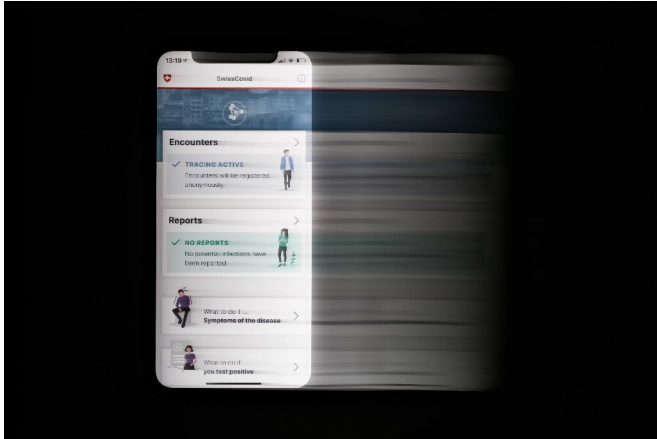 13:19
SwissCovid
Encounters
TRACING ACTIVE
Encounters will be registered
anonymously.
Reports
NO REPORTS
No potential infections have
been reported.
What to do if ...
Symptoms of the disease
What to do if ...
you test positive